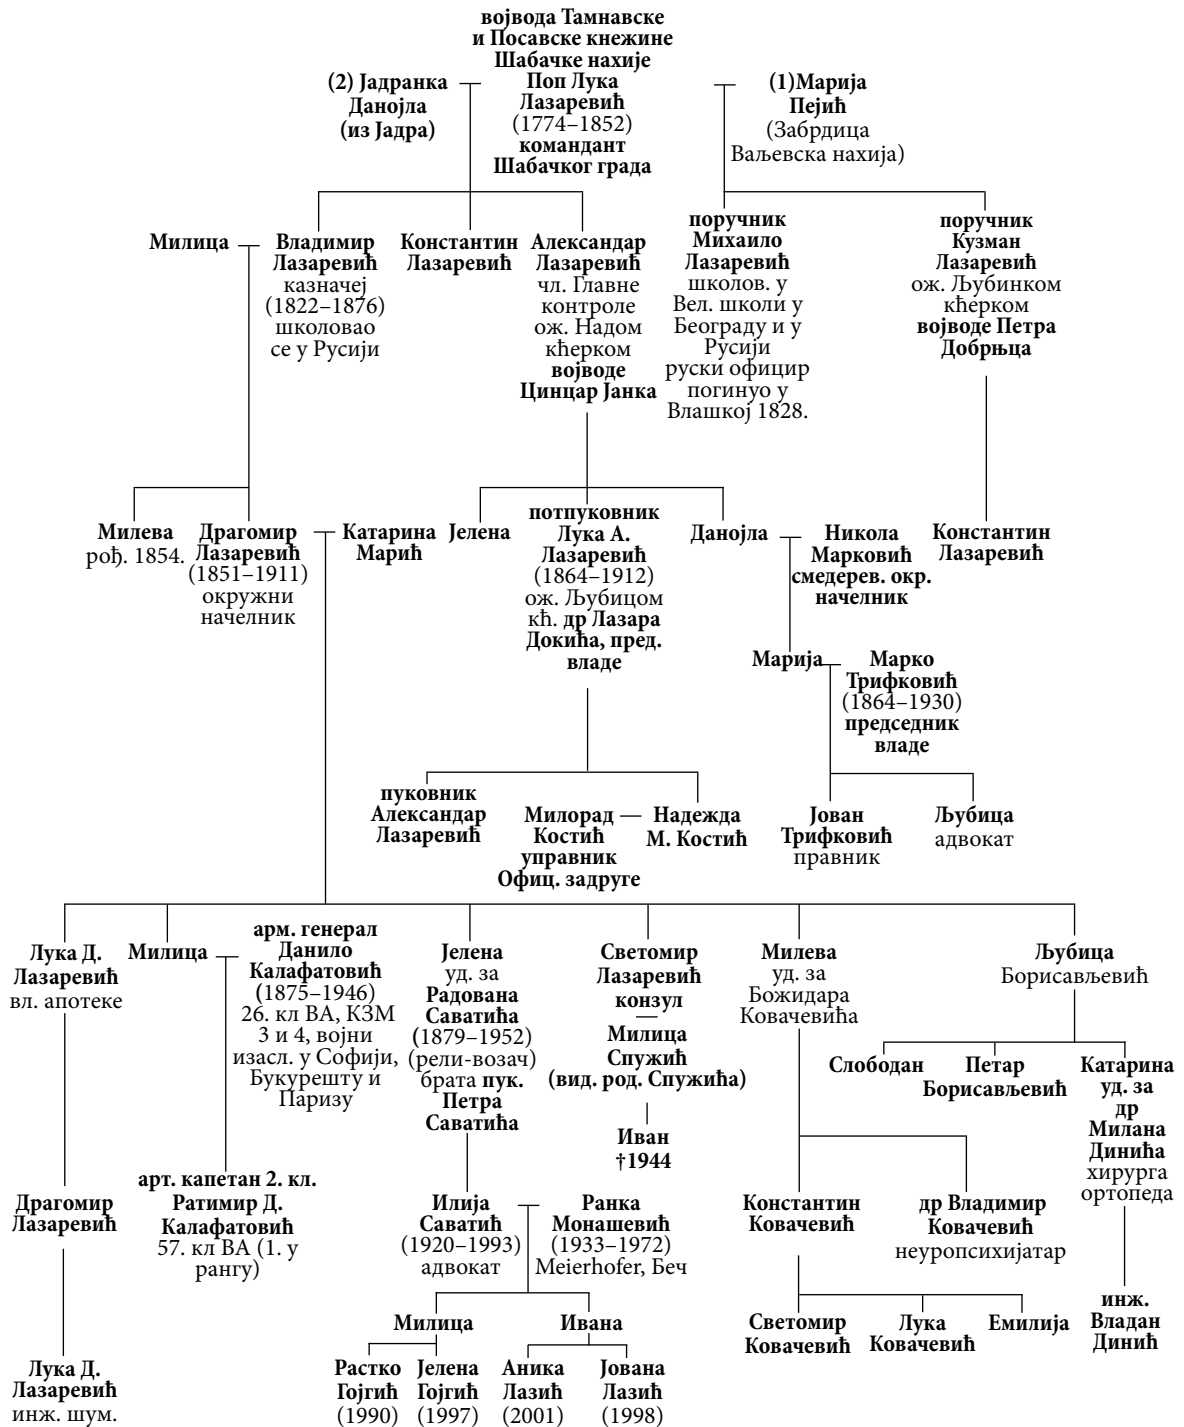 војвода Тамнавске
и Посавске кнежине
Шабачке нахије
Поп Лука
Лазаревић
(1774–1852)
командант
Шабачког града
(2) Јадранка
Данојла
(из Јадра)
(1)Марија
Пејић
(Забрдица
Ваљевска нахија)
Милица
Владимир
Лазаревић
казначеј
(1822–1876)
школовао
се у Русији
Константин
Лазаревић
Александар
Лазаревић
чл. Главне
контроле
ож. Надом
кћерком
војводе
Цинцар Јанка
поручник
Михаило
Лазаревић
школов. у
Вел. школи у
Београду и у
Русији
руски официр
погинуо у
Влашкој 1828.
поручник
Кузман
Лазаревић
ож. Љубинком
кћерком
војводе Петра
Добрњца
Милева
рођ. 1854.
Драгомир
Лазаревић
(1851–1911)
окружни
начелник
Катарина
Марић
Јелена
потпуковник
Лука А.
Лазаревић
(1864–1912)
ож. Љубицом
кћ. др Лазара
Докића, пред.
владе
Данојла
Никола
Марковић
смедерев. окр.
начелник
Константин
Лазаревић
Марија
Марко
Трифковић
(1864–1930)
председник
владе
пуковник
Александар
Лазаревић
Милорад
Костић
управник
Офиц. задруге
Надежда
М. Костић
Јован
Трифковић
правник
Љубица
адвокат
Лука Д.
Лазаревић
вл. апотеке
Милица
арм. генерал
Данило
Калафатовић
(1875–1946)
26. кл ВА, КЗМ
3 и 4, војни
изасл. у Софији,
Букурешту и
Паризу
Јелена
уд. за
Радована
Саватића
(1879–1952)
(рели-возач)
брата пук.
Петра
Саватића
Светомир
Лазаревић
конзул
Милица
Спужић
(вид. род. Спужића)
Иван
†1944
Милева
уд. за
Божидара
Ковачевића
Љубица
Борисављевић
Слободан
Петар
Борисављевић
Катарина
уд. за
др
Милана
Динића
хирурга
ортопеда
Драгомир
Лазаревић
арт. капетан 2. кл.
Ратимир Д.
Калафатовић
57. кл ВА (1. у
рангу)
Илија
Саватић
(1920–1993)
адвокат
Ранка
Монашевић
(1933–1972)
Meierhofer, Беч
Константин
Ковачевић
др Владимир
Ковачевић
неуропсихијатар
Милица
Ивана
Светомир
Ковачевић
Лука
Ковачевић
Емилија
инж.
Владан
Динић
Лука Д.
Лазаревић
инж. шум.
Растко
Гојгић
(1990)
Јелена
Гојгић
(1997)
Аника
Лазић
(2001)
Јована
Лазић
(1998)